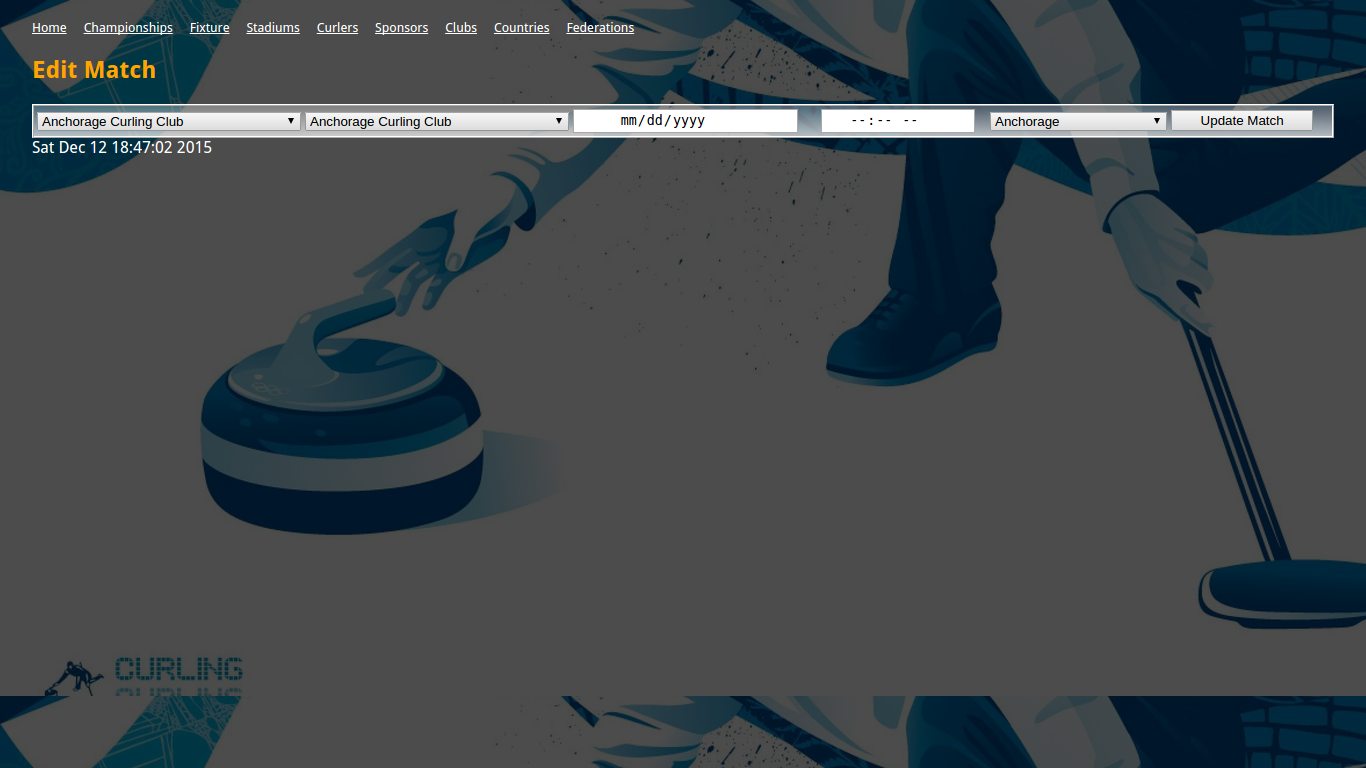 Home Championships Fixture Stadiums Curlers Sponsors Clubs Countries Federations
Edit Match
Anchorage Curling Club Anchorage Curling Club mm/dd/yyyy --:-- -- Anchorage Update Match
Sat Dec 12 18:47:02 2015
CURLING